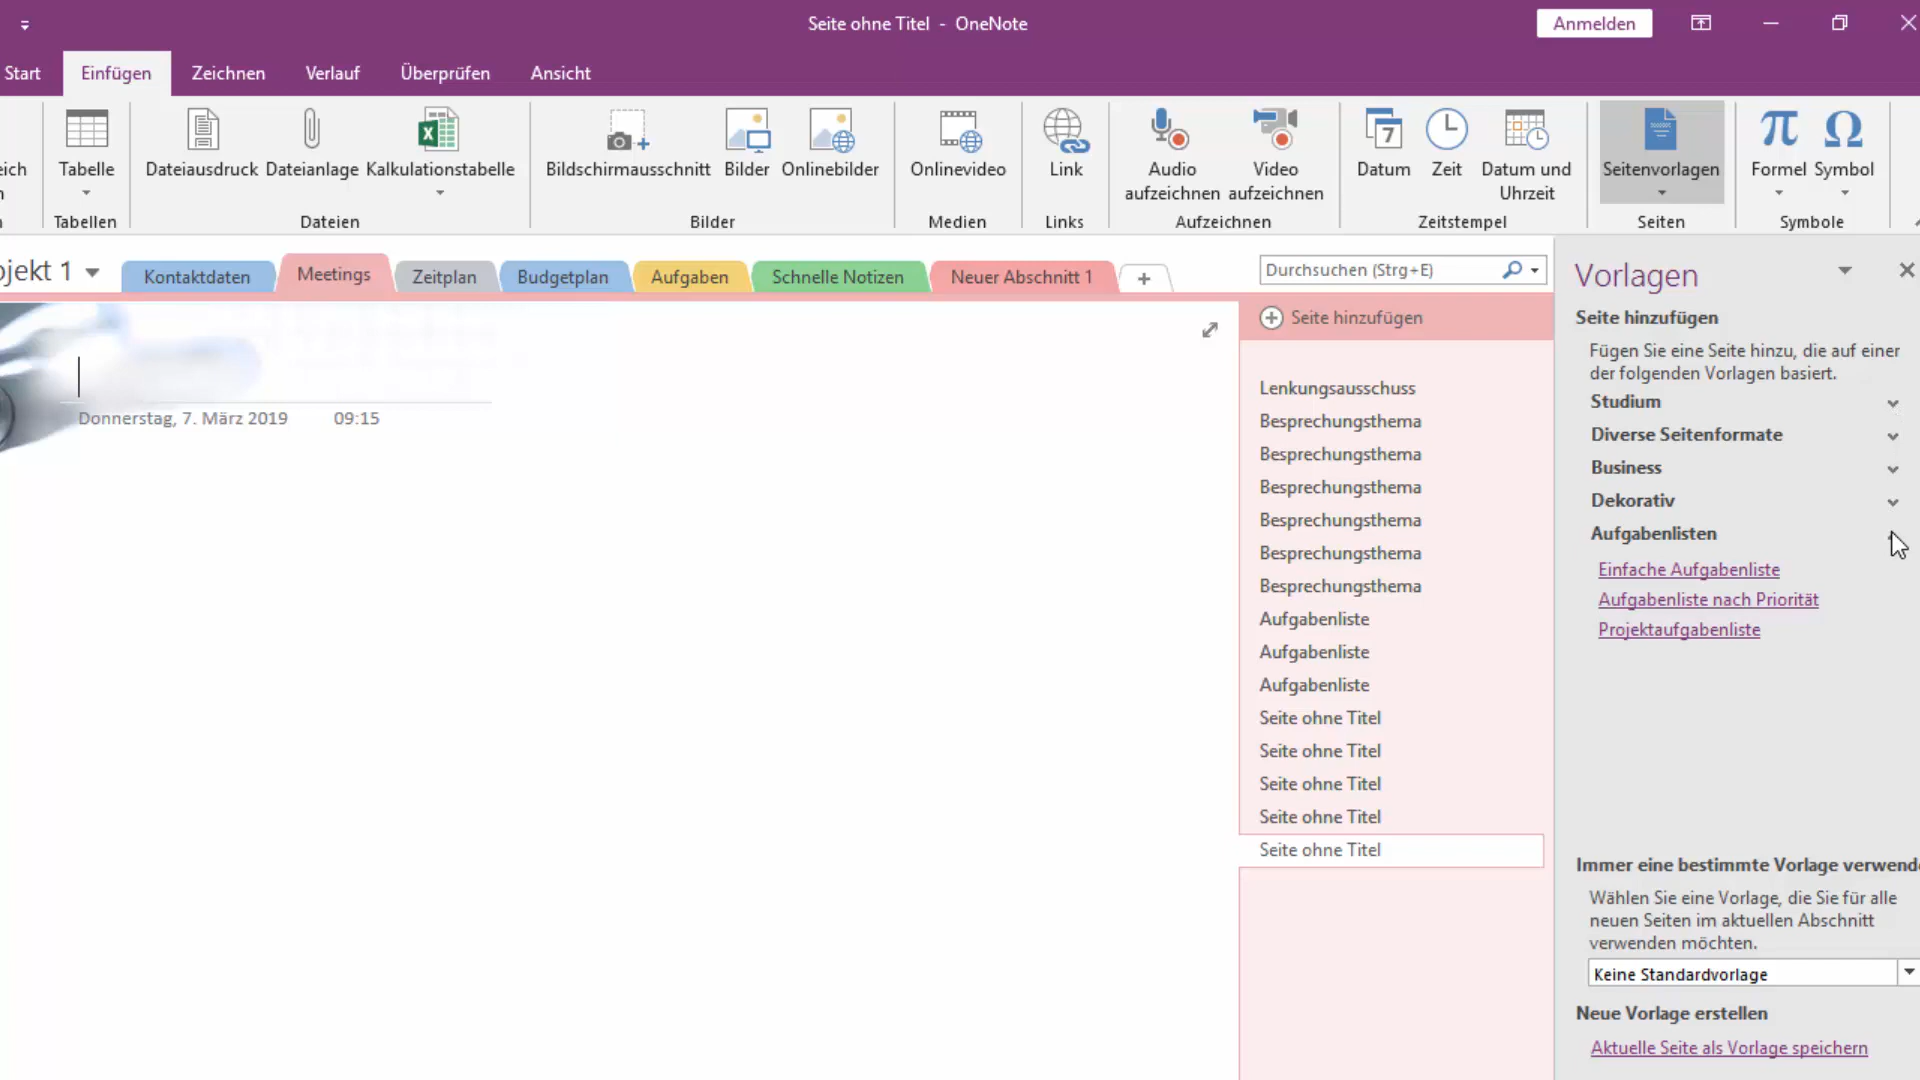 Seite ohne Titel - OneNote
Anmelden
Start
Einfügen
Zeichnen
Verlauf
Überprüfen
Ansicht
Tabelle
Dateiausdruck
Dateianlage
Kalkulationstabelle
Bildschirmausschnitt
Bilder
Onlinebilder
Onlinevideo
Link
Audio
aufzeichnen
Video
aufzeichnen
Datum
Zeit
Datum und
Uhrzeit
Seitenvorlagen
Formel
Symbol
Tabellen
Dateien
Bilder
Medien
Links
Aufzeichnen
Zeitstempel
Seiten
Symbole
ojekt 1
Kontaktdaten
Meetings
Zeitplan
Budgetplan
Aufgaben
Schnelle Notizen
Neuer Abschnitt 1
Durchsuchen (Strg+E)
Donnerstag, 7. März 2019
09:15
Seite hinzufügen
Lenkungsausschuss
Besprechungsthema
Besprechungsthema
Besprechungsthema
Besprechungsthema
Besprechungsthema
Besprechungsthema
Aufgabenliste
Aufgabenliste
Aufgabenliste
Seite ohne Titel
Seite ohne Titel
Seite ohne Titel
Seite ohne Titel
Seite ohne Titel
Vorlagen
Seite hinzufügen
Fügen Sie eine Seite hinzu, die auf einer
der folgenden Vorlagen basiert.
Studium
Diverse Seitenformate
Business
Dekorativ
Aufgabenlisten
Einfache Aufgabenliste
Aufgabenliste nach Priorität
Projektaufgabenliste
Immer eine bestimmte Vorlage verwend
Wählen Sie eine Vorlage, die Sie für alle
neuen Seiten im aktuellen Abschnitt
verwenden möchten.
Keine Standardvorlage
Neue Vorlage erstellen
Aktuelle Seite als Vorlage speichern